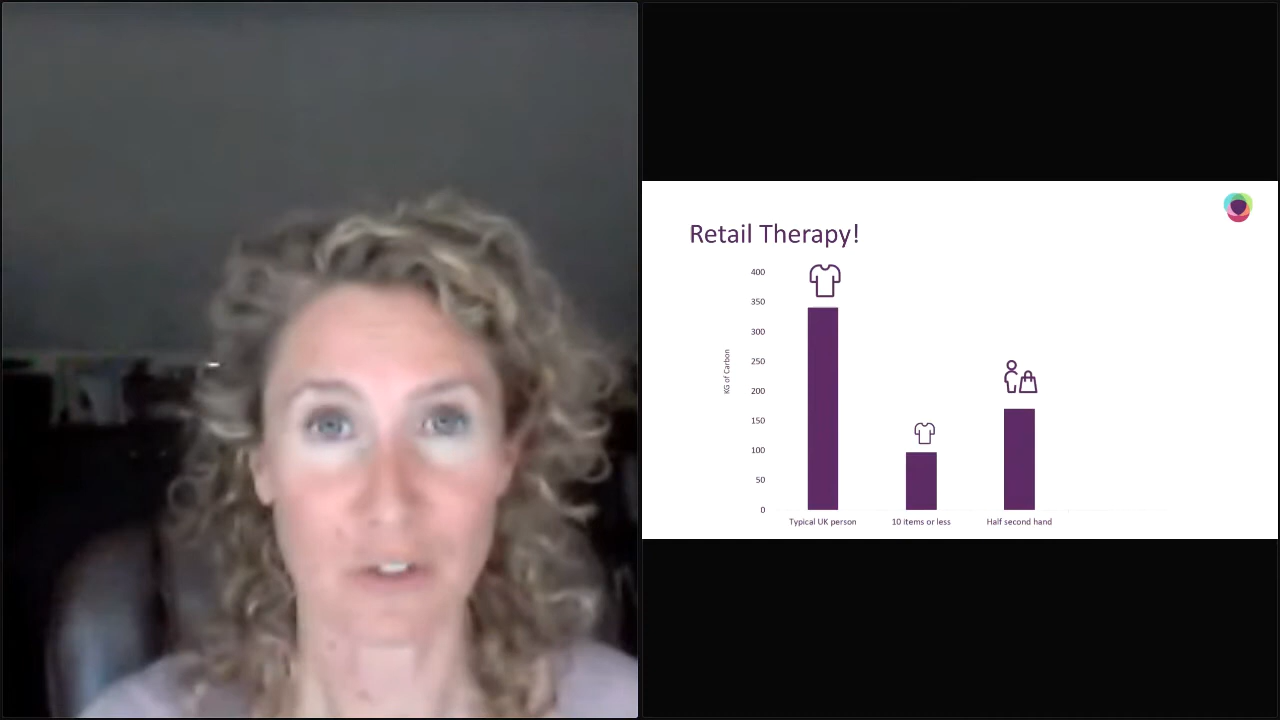 Retail Therapy!
KG of Carbon
400
350
300
250
200
150
100
50
0
Typical UK person
10 items or less
Half second hand